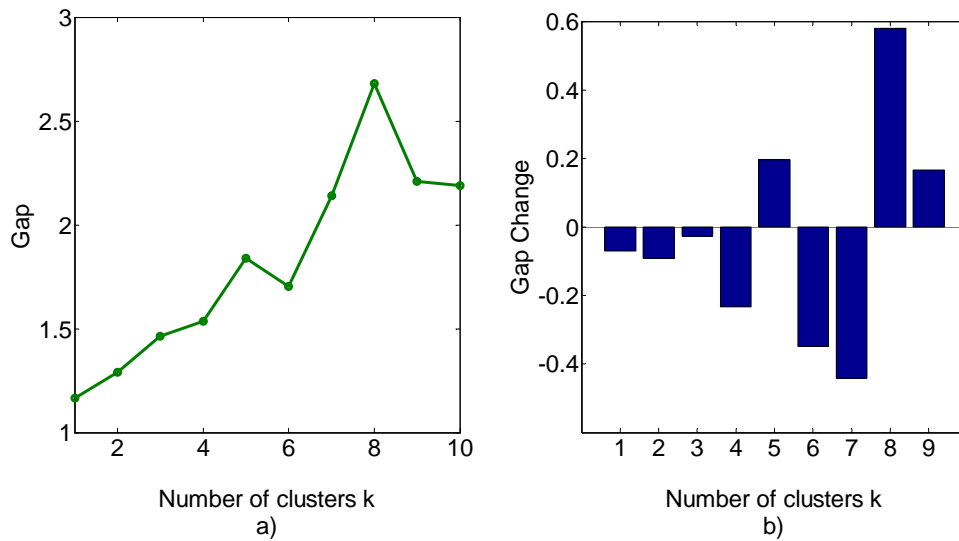 3
2.5
2
1.5
1
Gap
2 4 6 8 10
Number of clusters k
a)
0.6
0.4
0.2
0
-0.2
-0.4
Gap Change
1 2 3 4 5 6 7 8 9
Number of clusters k
b)